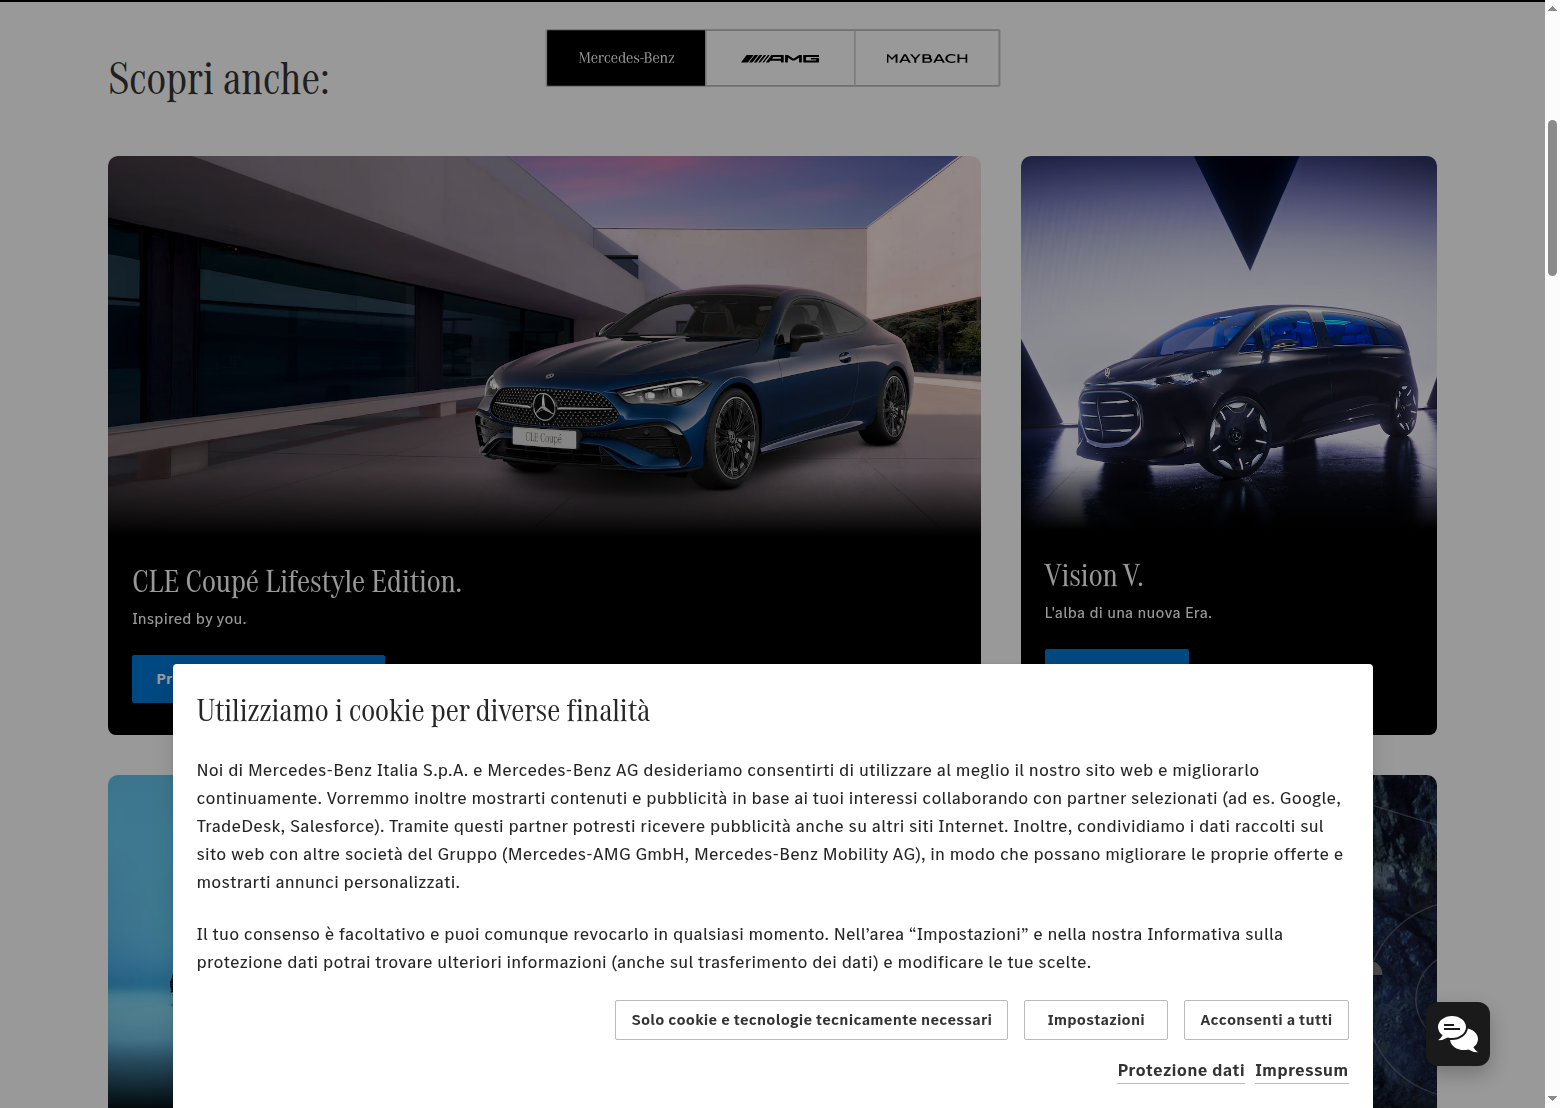 Scopri anche:
Mercedes-Benz
AMG
MAYBACH
CLE Coupé
CLE Coupé Lifestyle Edition.
Inspired by you.
Vision V.
L'alba di una nuova Era.
Utilizziamo i cookie per diverse finalità
Noi di Mercedes-Benz Italia S.p.A. e Mercedes-Benz AG desideriamo consentirti di utilizzare al meglio il nostro sito web e migliorarlo
continuamente. Vorremmo inoltre mostrarti contenuti e pubblicità in base ai tuoi interessi collaborando con partner selezionati (ad es. Google,
TradeDesk, Salesforce). Tramite questi partner potresti ricevere pubblicità anche su altri siti Internet. Inoltre, condividiamo i dati raccolti sul
sito web con altre società del Gruppo (Mercedes-AMG GmbH, Mercedes-Benz Mobility AG), in modo che possano migliorare le proprie offerte e
mostrarti annunci personalizzati.
Il tuo consenso è facoltativo e puoi comunque revocarlo in qualsiasi momento. Nell’area “Impostazioni” e nella nostra Informativa sulla
protezione dati potrai trovare ulteriori informazioni (anche sul trasferimento dei dati) e modificare le tue scelte.
Solo cookie e tecnologie tecnicamente necessari
Impostazioni
Acconsenti a tutti
Protezione dati
Impressum